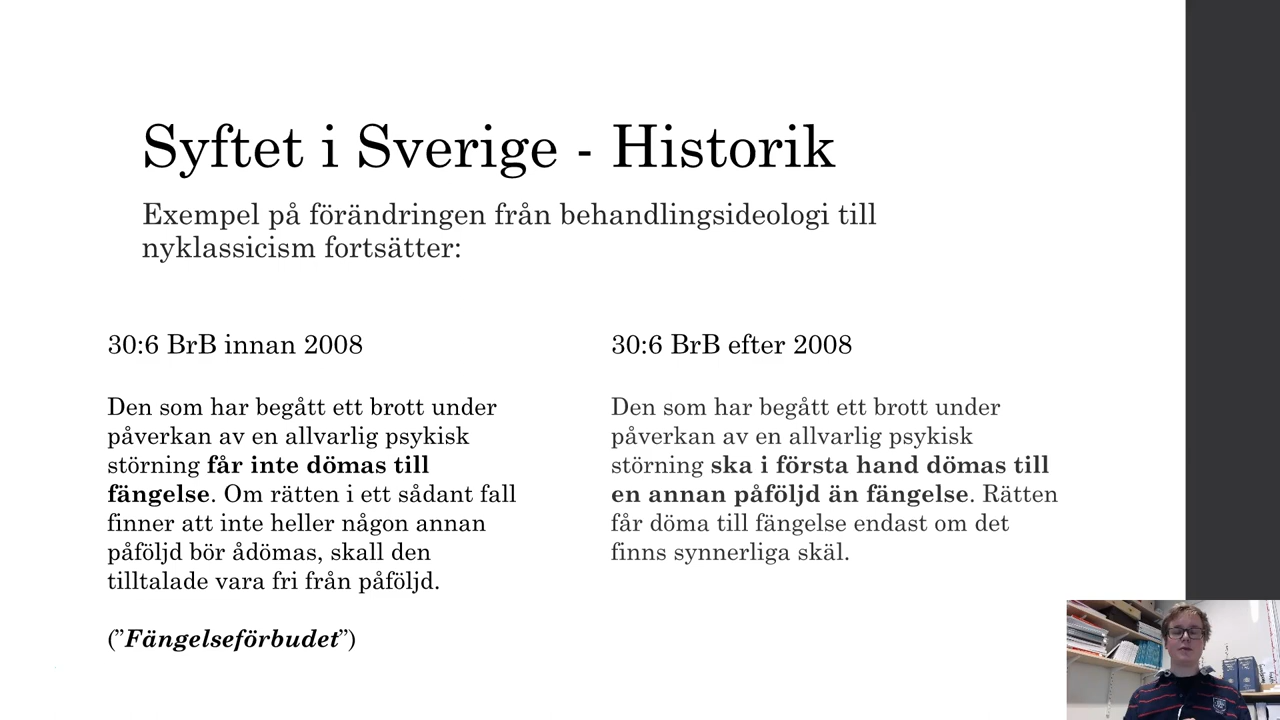 Syftet i Sverige - Historik
Exempel på förändringen från behandlingsideologi till
nyklassicism fortsätter:
30:6 BrB innan 2008
Den som har begått ett brott under
påverkan av en allvarlig psykisk
störning får inte dömas till
fängelse. Om rätten i ett sådant fall
finner att inte heller någon annan
påföljd bör ådömas, skall den
tilltalade vara fri från påföljd.
(”Fängelseförbudet”)
30:6 BrB efter 2008
Den som har begått ett brott under
påverkan av en allvarlig psykisk
störning ska i första hand dömas till
en annan påföljd än fängelse. Rätten
får döma till fängelse endast om det
finns synnerliga skäl.